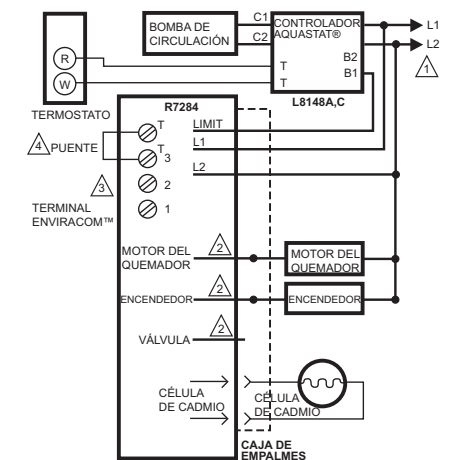 C1
BOMBA DE
CIRCULACIÓN
C2
CONTROLADOR
AQUASTAT®
L1
L2
B2
B1
1
R
W
T
T
TERMOSTATO
L8148A,C
R7284
T
LIMIT
4
PUENTE
L1
T
3
L2
3
2
TERMINAL
ENVIRACOM™
1
MOTOR DEL
QUEMADOR
2
MOTOR DEL
QUEMADOR
ENCENDEDOR
2
ENCENDEDOR
VÁLVULA
2
CÉLULA
DE CADMIO
CÉLULA
DE CADMIO
CAJA DE
EMPALMES